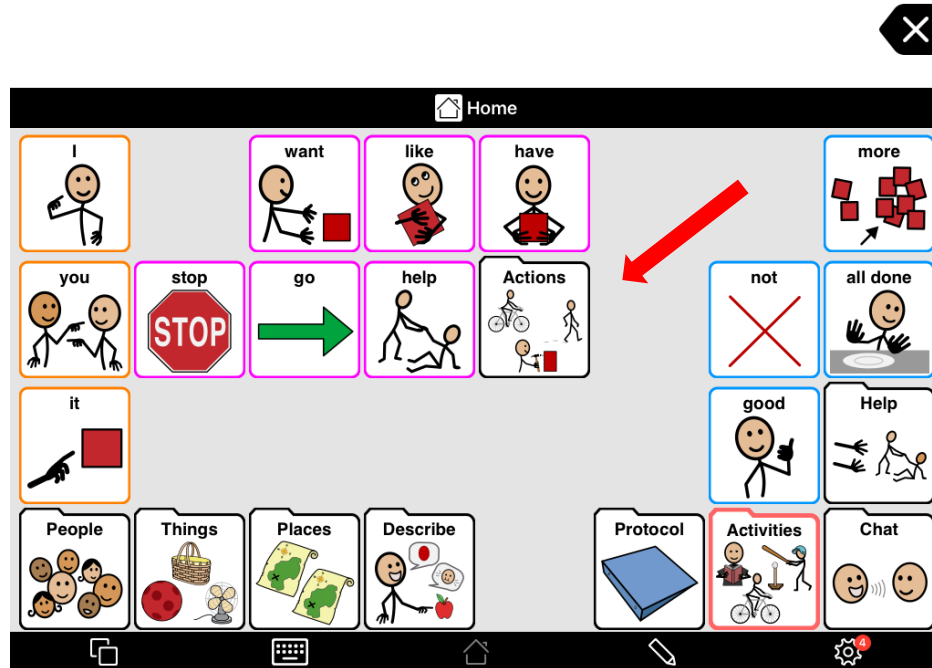 Home
I want like have more
you stop go help Actions not all done
STOP
it good Help
People Things Places Describe Protocol Activities Chat
4